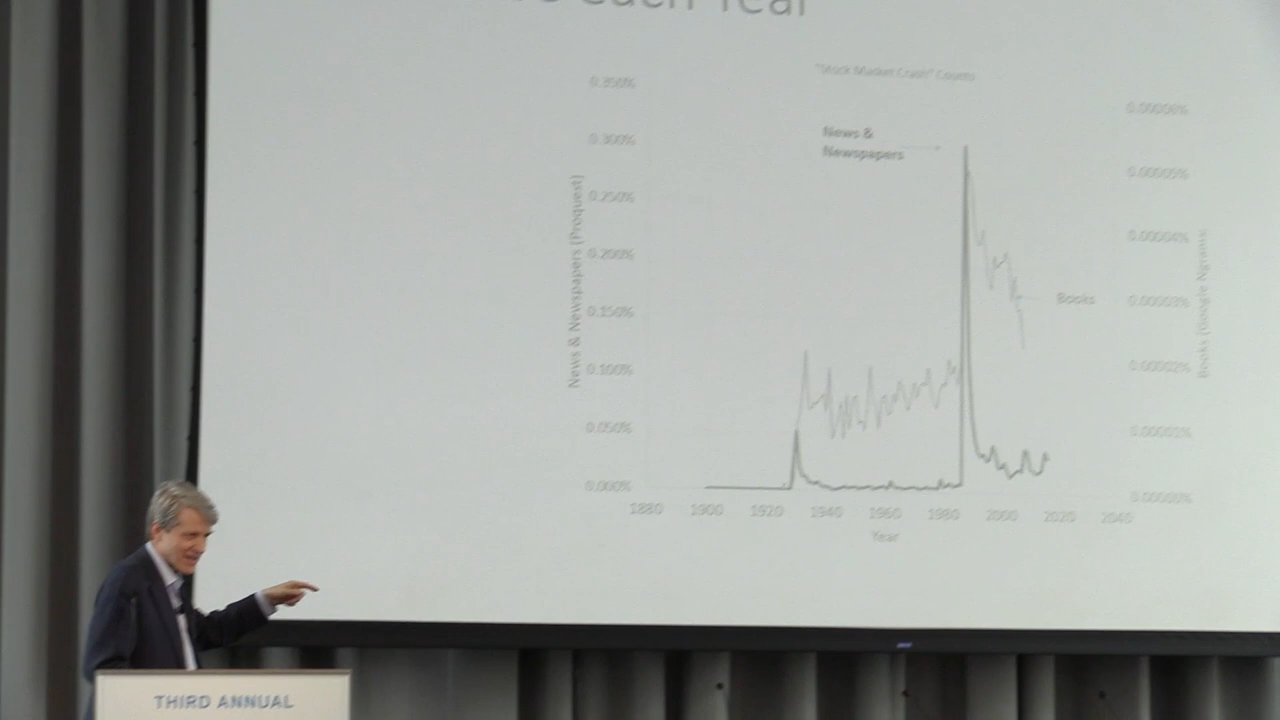 each Year
"Stock Market Crash" Counts
0.350%
0.300%
0.250%
0.200%
0.150%
0.100%
0.050%
0.000%
News & Newspapers (Proquest)
News &
Newspapers
Books
0.00006%
0.00005%
0.00004%
0.00003%
0.00002%
0.00001%
0.00000%
Books (Google Ngrams)
1880 1900 1920 1940 1960 1980 2000 2020 2040
Year
THIRD ANNUAL